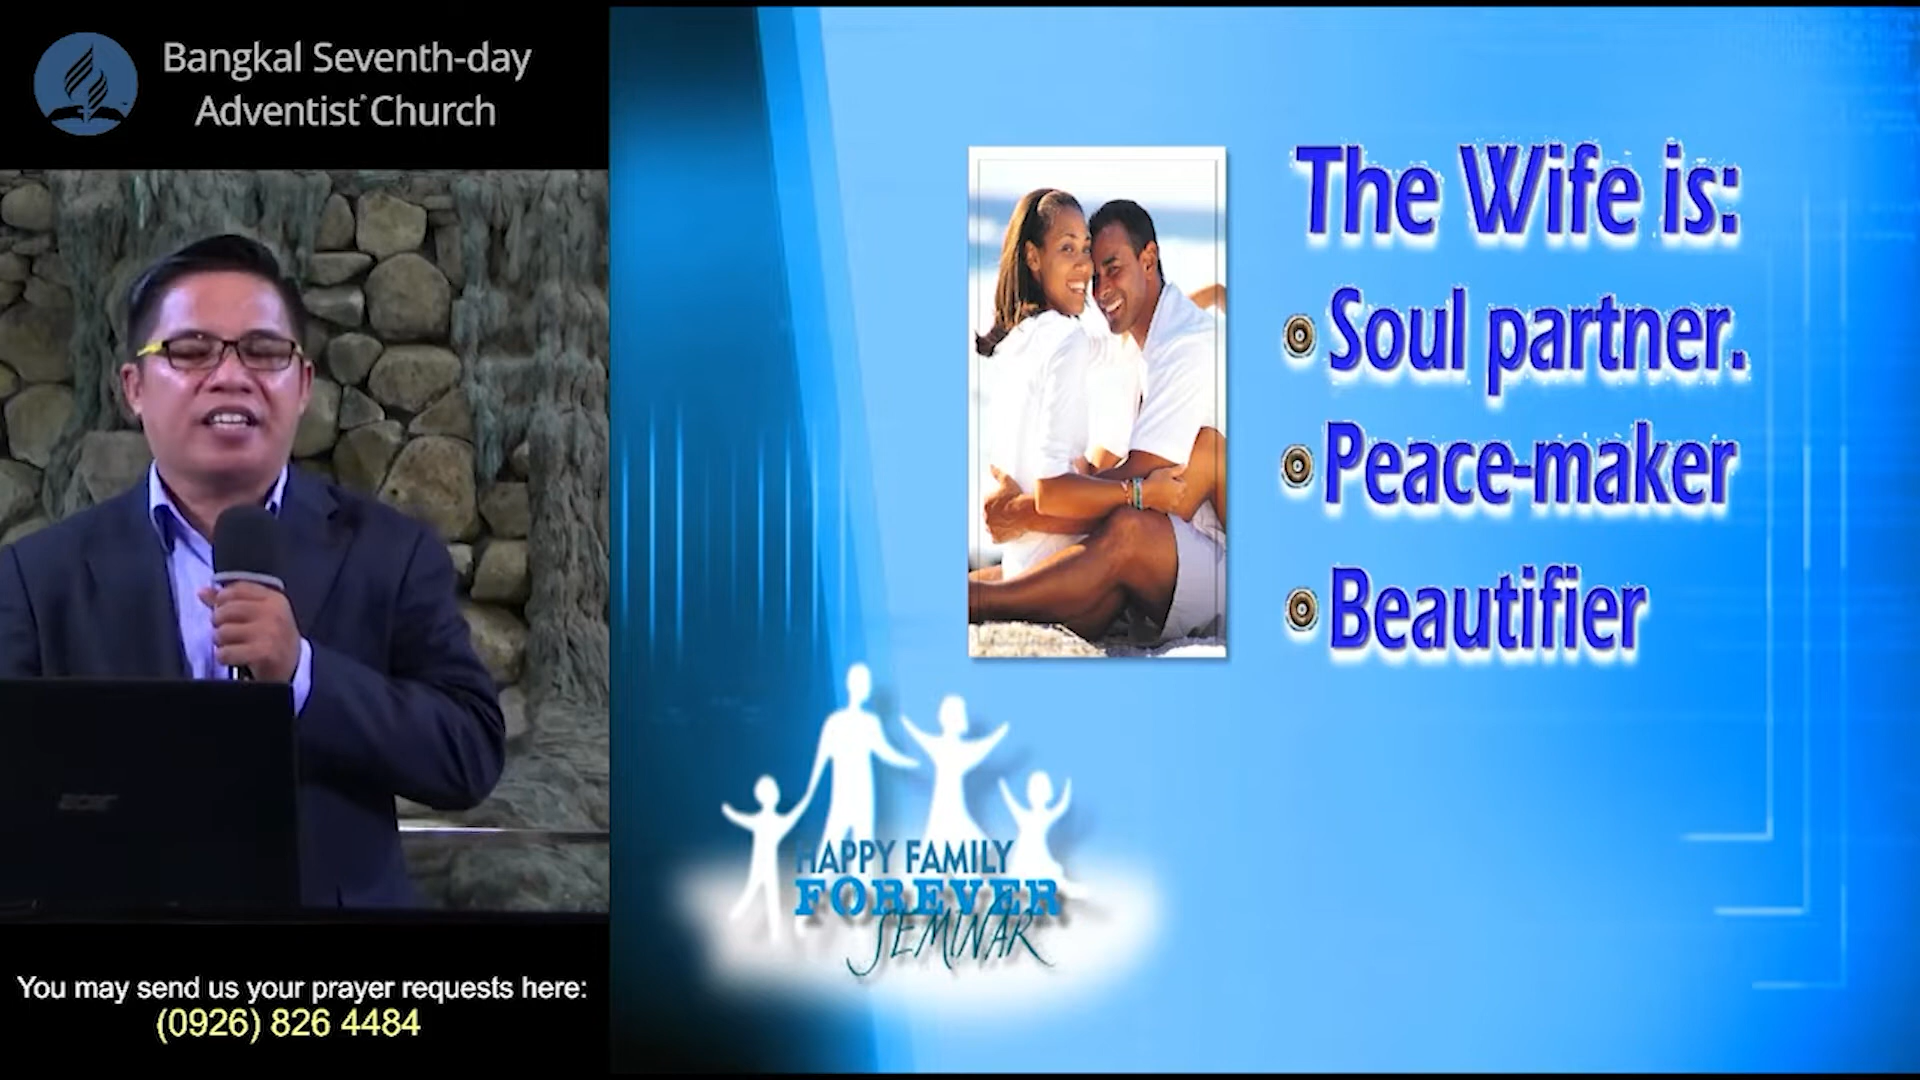 Bangkal Seventh-day
Adventist Church
The Wife is:
Soul partner.
Peace-maker
Beautifier
acer
HAPPY FAMILY
FOREVER
SEMINAR
You may send us your prayer requests here:
(0926) 826 4484